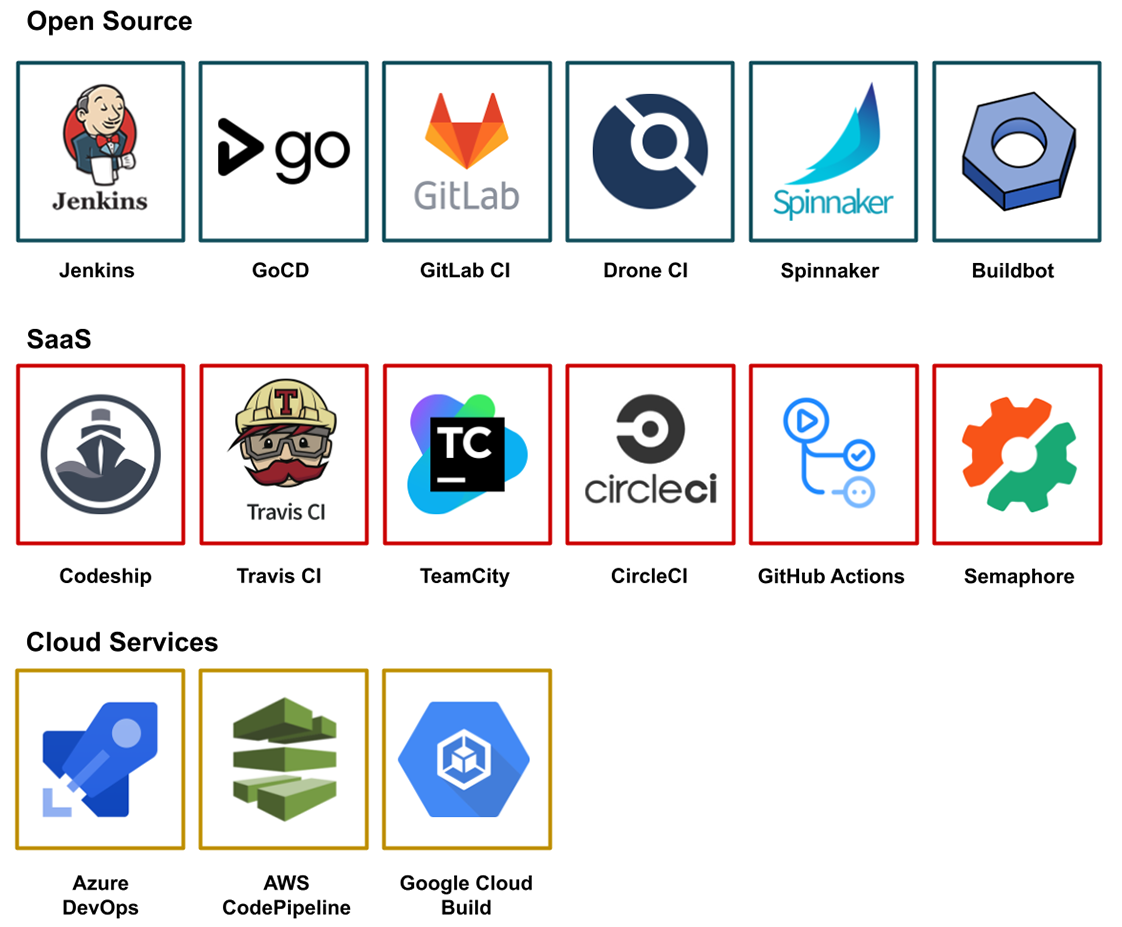 Open Source
Jenkins
go
GitLab
Spinnaker
Jenkins
GoCD
GitLab CI
Drone CI
Spinnaker
Buildbot
SaaS
T
Travis CI
TC
circleci
Codeship
Travis CI
TeamCity
CircleCI
GitHub Actions
Semaphore
Cloud Services
Azure
DevOps
AWS
CodePipeline
Google Cloud
Build